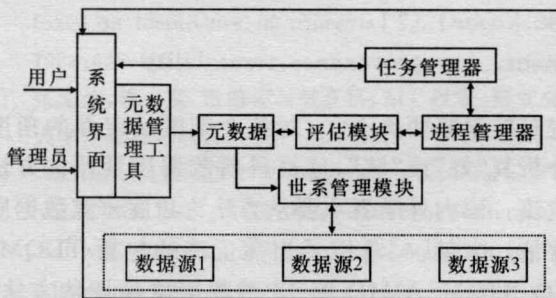 用户
管理员
系统界面
元数据管理工具
任务管理器
元数据
评估模块
进程管理器
世系管理模块
数据源1
数据源2
数据源3